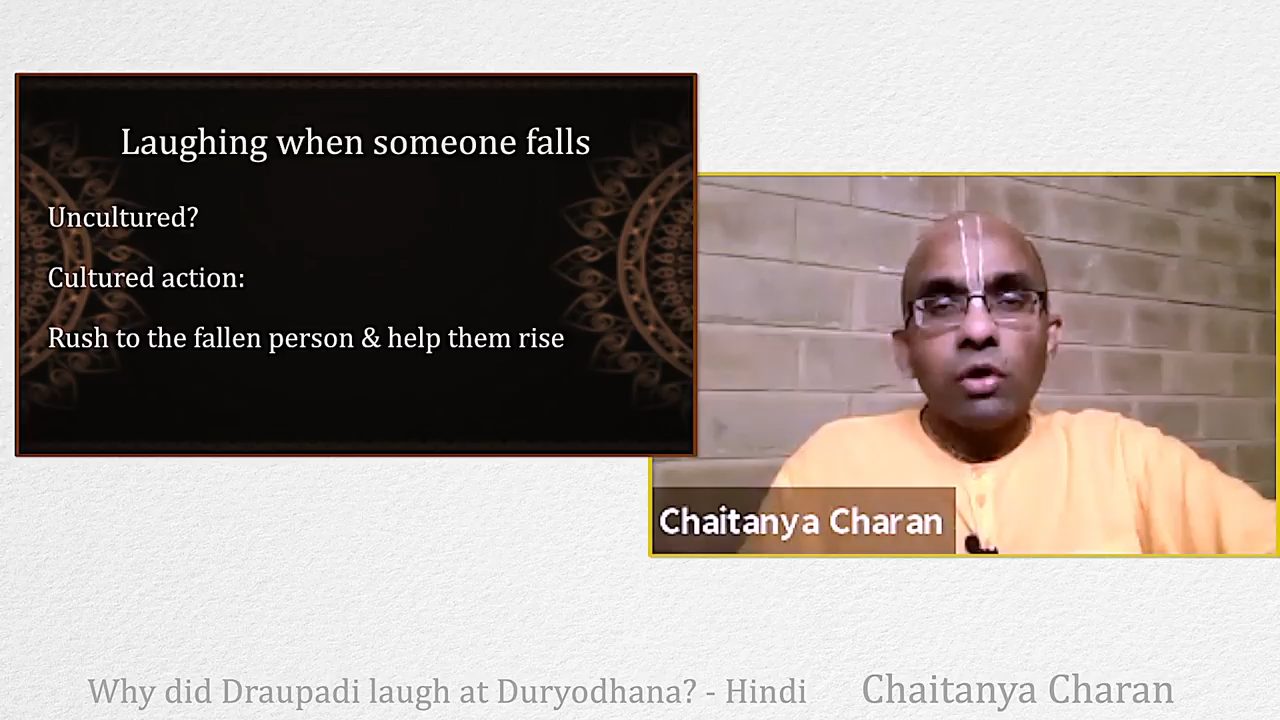 Laughing when someone falls
Uncultured?
Cultured action:
Rush to the fallen person & help them rise
Chaitanya Charan
Why did Draupadi laugh at Duryodhana? - Hindi
Chaitanya Charan